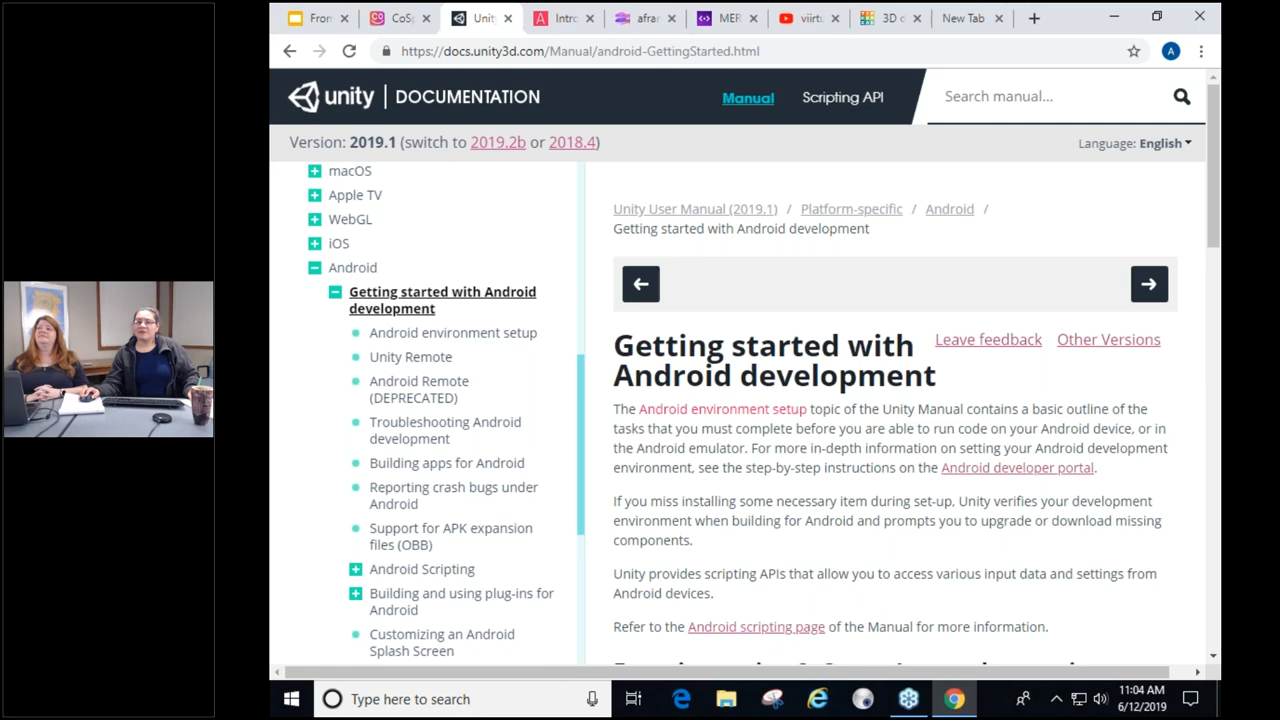 Fron
CoSp
Unity
Intro
afrar
MER
viirtu
3D d
New Tab
https://docs.unity3d.com/Manual/android-GettingStarted.html
A
unity | DOCUMENTATION
Manual
Scripting API
Search manual...
Version: 2019.1 (switch to 2019.2b or 2018.4)
Language: English
macOS
Apple TV
WebGL
iOS
Android
Getting started with Android
development
Android environment setup
Unity Remote
Android Remote
(DEPRECATED)
Troubleshooting Android
development
Building apps for Android
Reporting crash bugs under
Android
Support for APK expansion
files (OBB)
Android Scripting
Building and using plug-ins for
Android
Customizing an Android
Splash Screen
Unity User Manual (2019.1) / Platform-specific / Android /
Getting started with Android development
Getting started with
Android development
Leave feedback
Other Versions
The Android environment setup topic of the Unity Manual contains a basic outline of the
tasks that you must complete before you are able to run code on your Android device, or in
the Android emulator. For more in-depth information on setting your Android development
environment, see the step-by-step instructions on the Android developer portal.
If you miss installing some necessary item during set-up, Unity verifies your development
environment when building for Android and prompts you to upgrade or download missing
components.
Unity provides scripting APIs that allow you to access various input data and settings from
Android devices.
Refer to the Android scripting page of the Manual for more information.
Type here to search
11:04 AM
6/12/2019